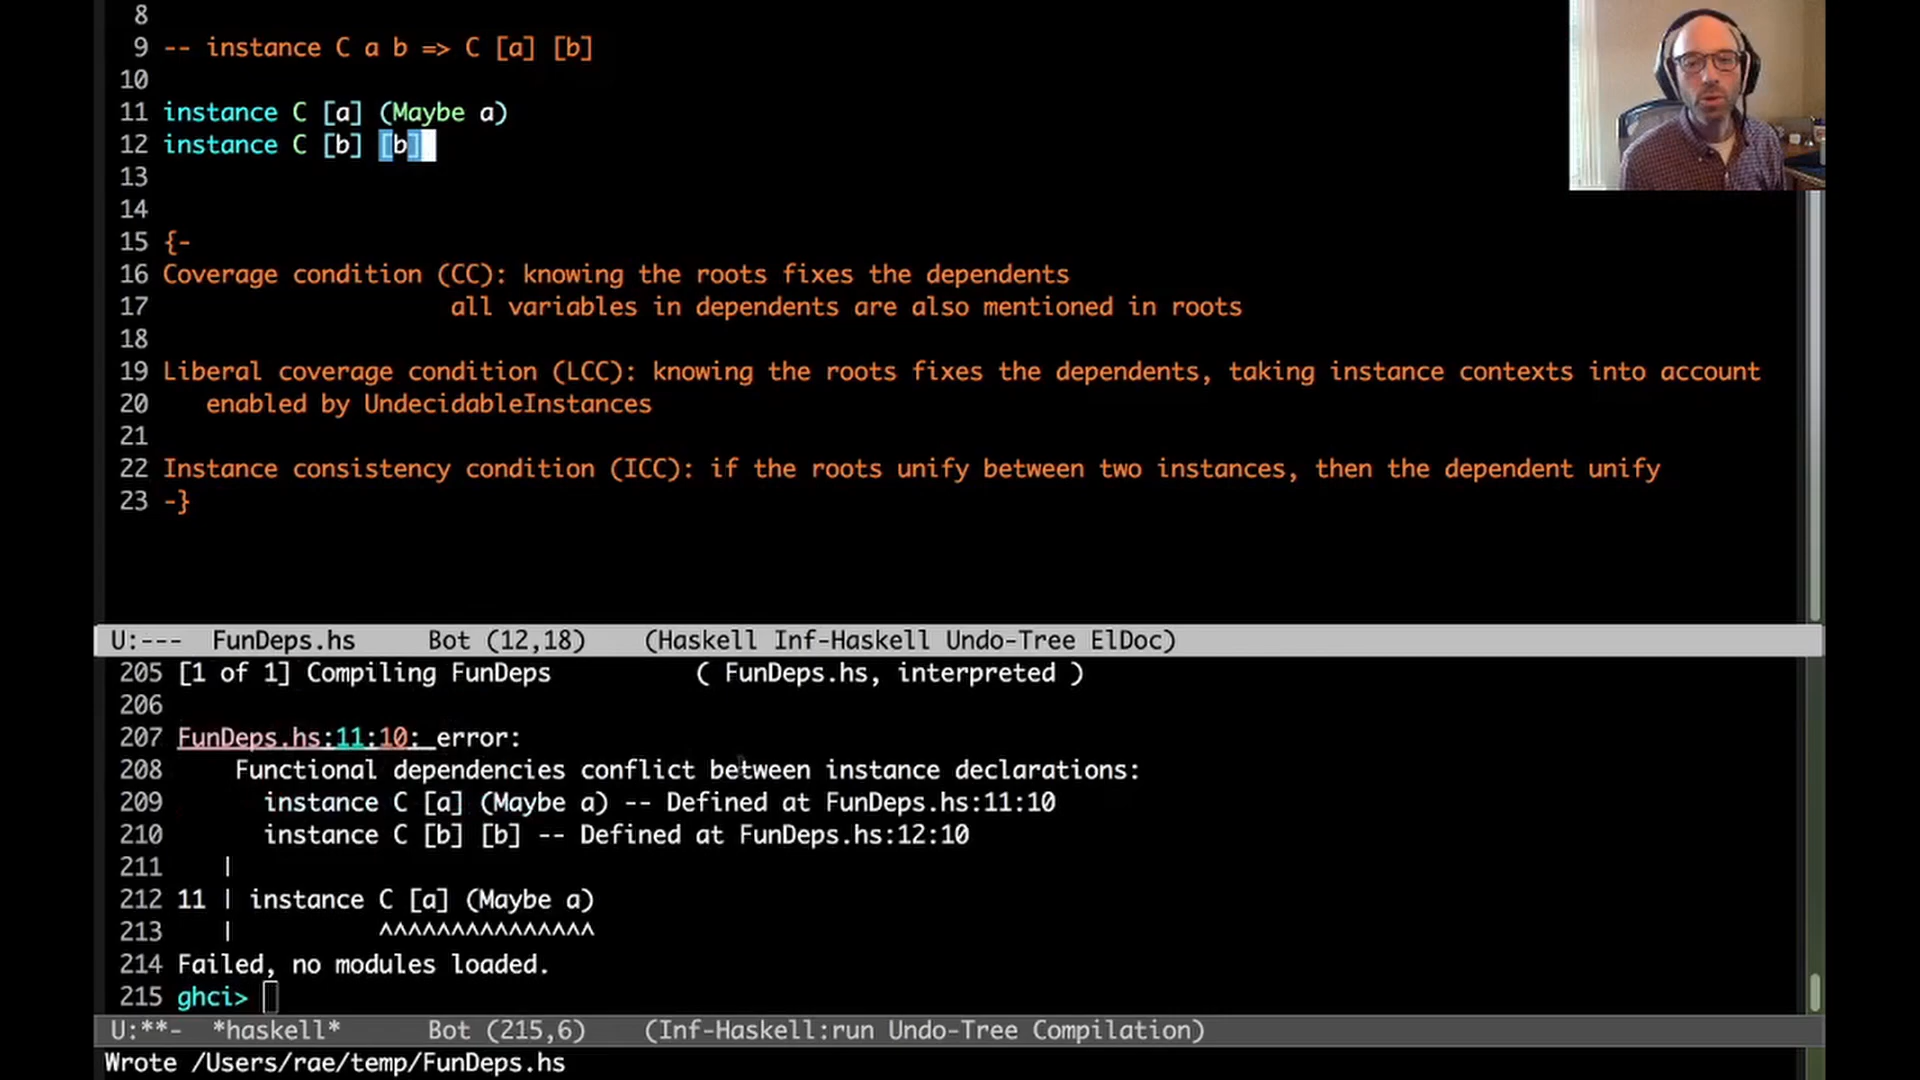 8
9 -- instance C a b => C [a] [b]
10
11 instance C [a] (Maybe a)
12 instance C [b] [b]
13
14
15 {-
16 Coverage condition (CC): knowing the roots fixes the dependents
17 all variables in dependents are also mentioned in roots
18
19 Liberal coverage condition (LCC): knowing the roots fixes the dependents, taking instance contexts into account
20 enabled by UndecidableInstances
21
22 Instance consistency condition (ICC): if the roots unify between two instances, then the dependent unify
23 -}
U:--- FunDeps.hs Bot (12,18) (Haskell Inf-Haskell Undo-Tree ElDoc)
205 [1 of 1] Compiling FunDeps ( FunDeps.hs, interpreted )
206
207 FunDeps.hs:11:10: error:
208 Functional dependencies conflict between instance declarations:
209 instance C [a] (Maybe a) -- Defined at FunDeps.hs:11:10
210 instance C [b] [b] -- Defined at FunDeps.hs:12:10
211 |
212 11 | instance C [a] (Maybe a)
213 | ^^^^^^^^^^^^^^^
214 Failed, no modules loaded.
215 ghci>
U:**- *haskell* Bot (215,6) (Inf-Haskell:run Undo-Tree Compilation)
Wrote /Users/rae/temp/FunDeps.hs